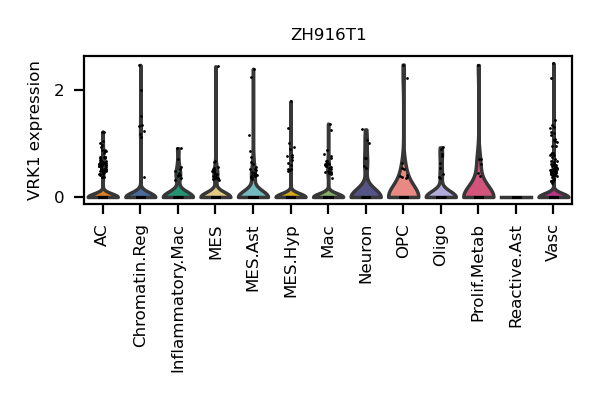 ZH916T1
VRK1 expression
2
0
AC
Chromatin.Reg
Inflammatory.Mac
MES
MES.Ast
MES.Hyp
Mac
Neuron
OPC
Oligo
Prolif.Metab
Reactive.Ast
Vasc